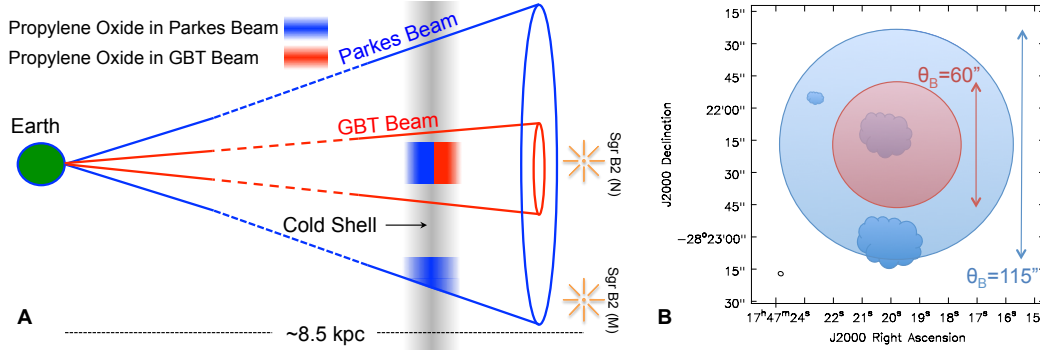 Propylene Oxide in Parkes Beam
Propylene Oxide in GBT Beam
Earth
Parkes Beam
GBT Beam
Cold Shell
Sgr B2 (N)
Sgr B2 (M)
A
~8.5 kpc
J2000 Declination
15"
30"
45"
22'00"
15"
30"
45"
−28°23'00"
15"
30"
θB=60"
θB=115"
B
17ʰ47ᵐ24ˢ 22ˢ 21ˢ 20ˢ 19ˢ 18ˢ 17ˢ 16ˢ 15ˢ 14
J2000 Right Ascension